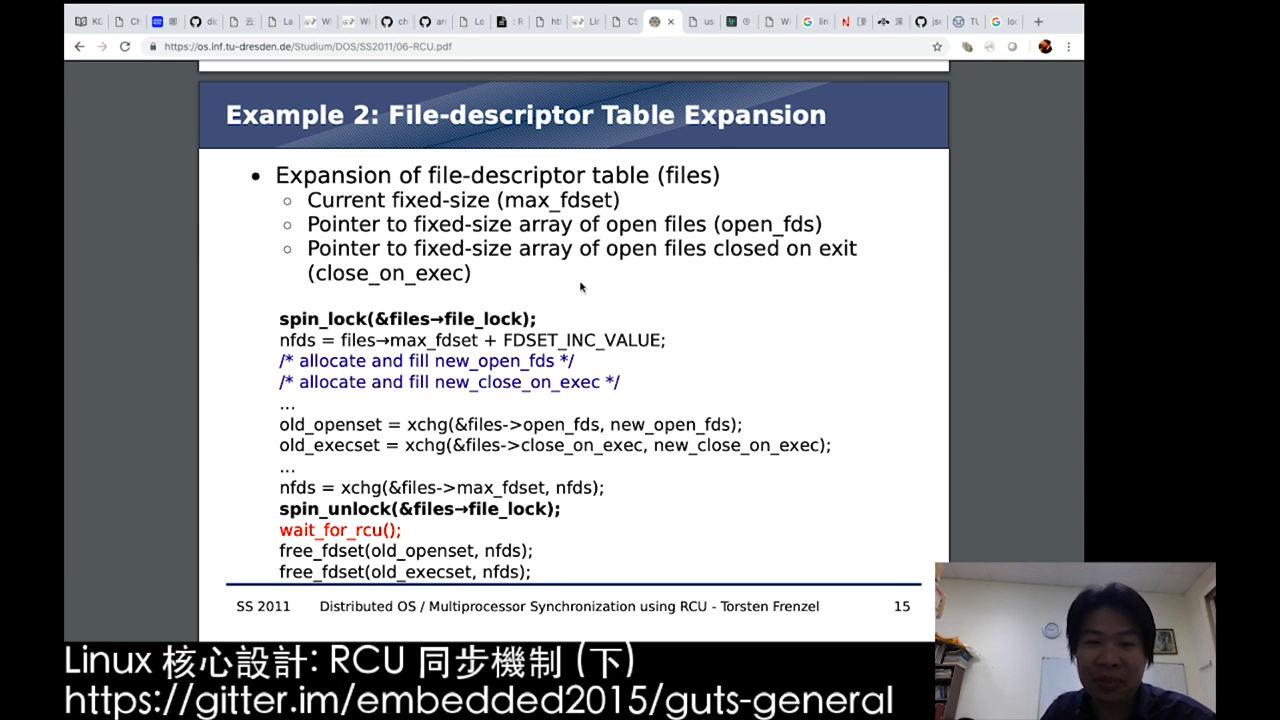 https://os.inf.tu-dresden.de/Studium/DOS/SS2011/06-RCU.pdf
Example 2: File-descriptor Table Expansion
• Expansion of file-descriptor table (files)
○ Current fixed-size (max_fdset)
○ Pointer to fixed-size array of open files (open_fds)
○ Pointer to fixed-size array of open files closed on exit
(close_on_exec)
spin_lock(&files→file_lock);
nfds = files→max_fdset + FDSET_INC_VALUE;
/* allocate and fill new_open_fds */
/* allocate and fill new_close_on_exec */
...
old_openset = xchg(&files->open_fds, new_open_fds);
old_execset = xchg(&files->close_on_exec, new_close_on_exec);
...
nfds = xchg(&files->max_fdset, nfds);
spin_unlock(&files→file_lock);
wait_for_rcu();
free_fdset(old_openset, nfds);
free_fdset(old_execset, nfds);
SS 2011 Distributed OS / Multiprocessor Synchronization using RCU - Torsten Frenzel 15
Linux 核心設計: RCU 同步機制 (下)
https://gitter.im/embedded2015/guts-general